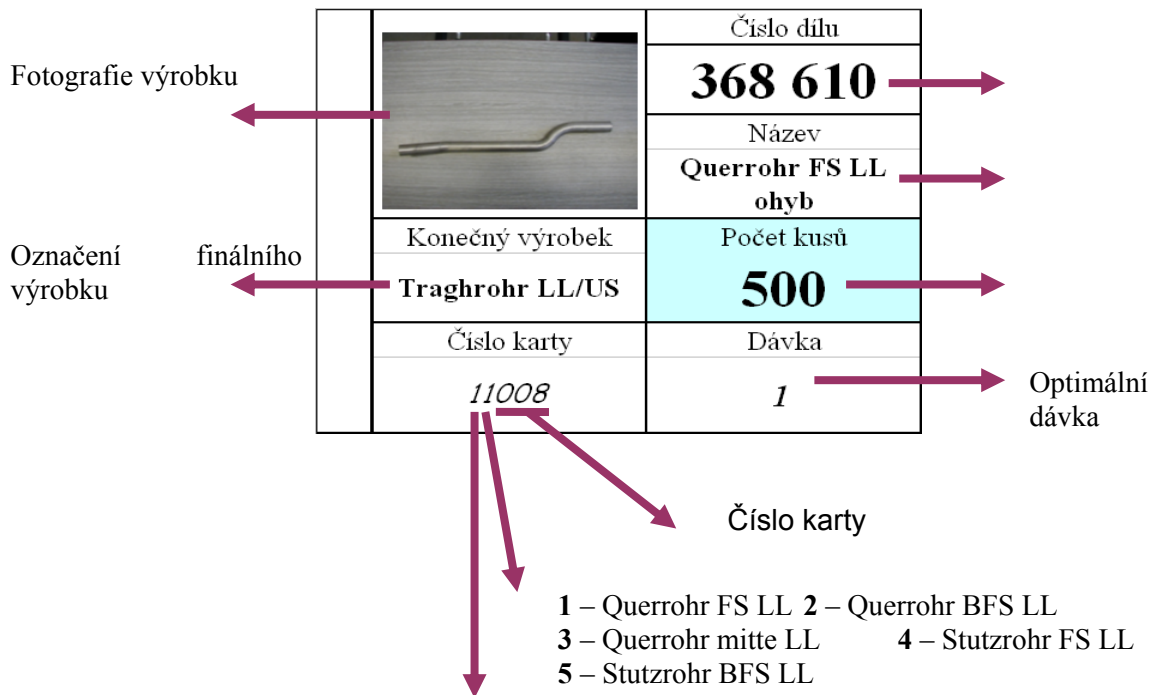 Číslo dílu
Fotografie výrobku
368 610
Název
Querrohr FS LL
ohyb
Označení finálního
výrobku
Konečný výrobek
Traghrohr LL/US
Počet kusů
500
Číslo karty
11008
Dávka
1
Optimální
dávka
Číslo karty
1 – Querrohr FS LL 2 – Querrohr BFS LL
3 – Querrohr mitte LL 4 – Stutzrohr FS LL
5 – Stutzrohr BFS LL